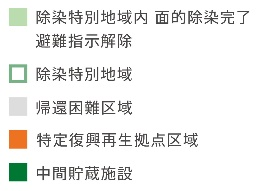 除染特別地域内 面的除染完了
避難指示解除
除染特別地域
帰還困難区域
特定復興再生拠点区域
中間貯蔵施設